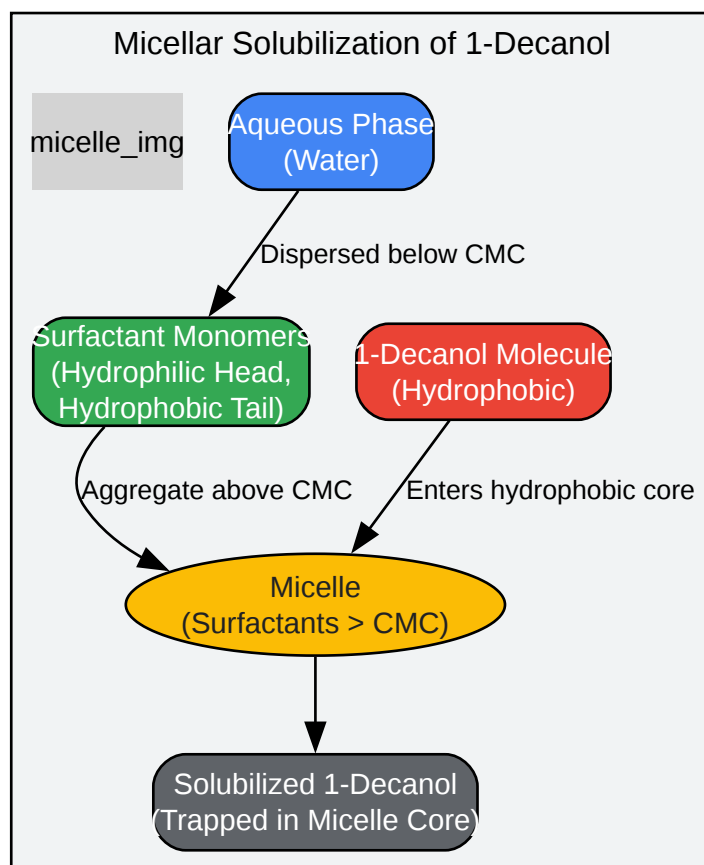 Micellar Solubilization of 1-Decanol
micelle_img
Aqueous Phase
(Water)
Dispersed below CMC
Surfactant Monomers
(Hydrophilic Head,
Hydrophobic Tail)
1-Decanol Molecule
(Hydrophobic)
Aggregate above CMC
Enters hydrophobic core
Micelle
(Surfactants > CMC)
Solubilized 1-Decanol
(Trapped in Micelle Core)